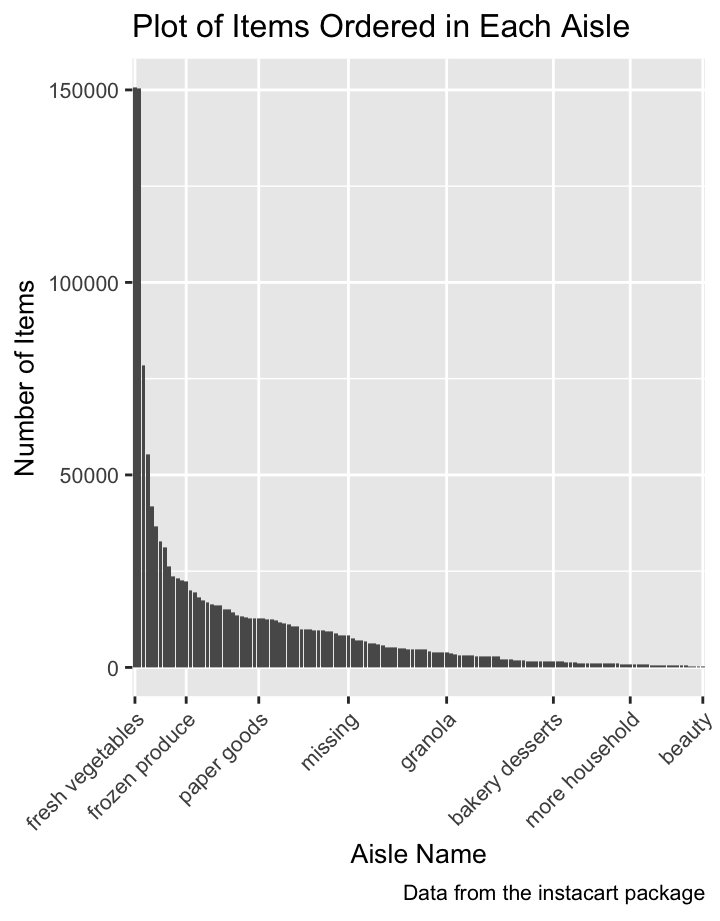 Plot of Items Ordered in Each Aisle
150000
100000
50000
0
Number of Items
fresh vegetables
frozen produce
paper goods
missing
granola
bakery desserts
more household
beauty
Aisle Name
Data from the instacart package